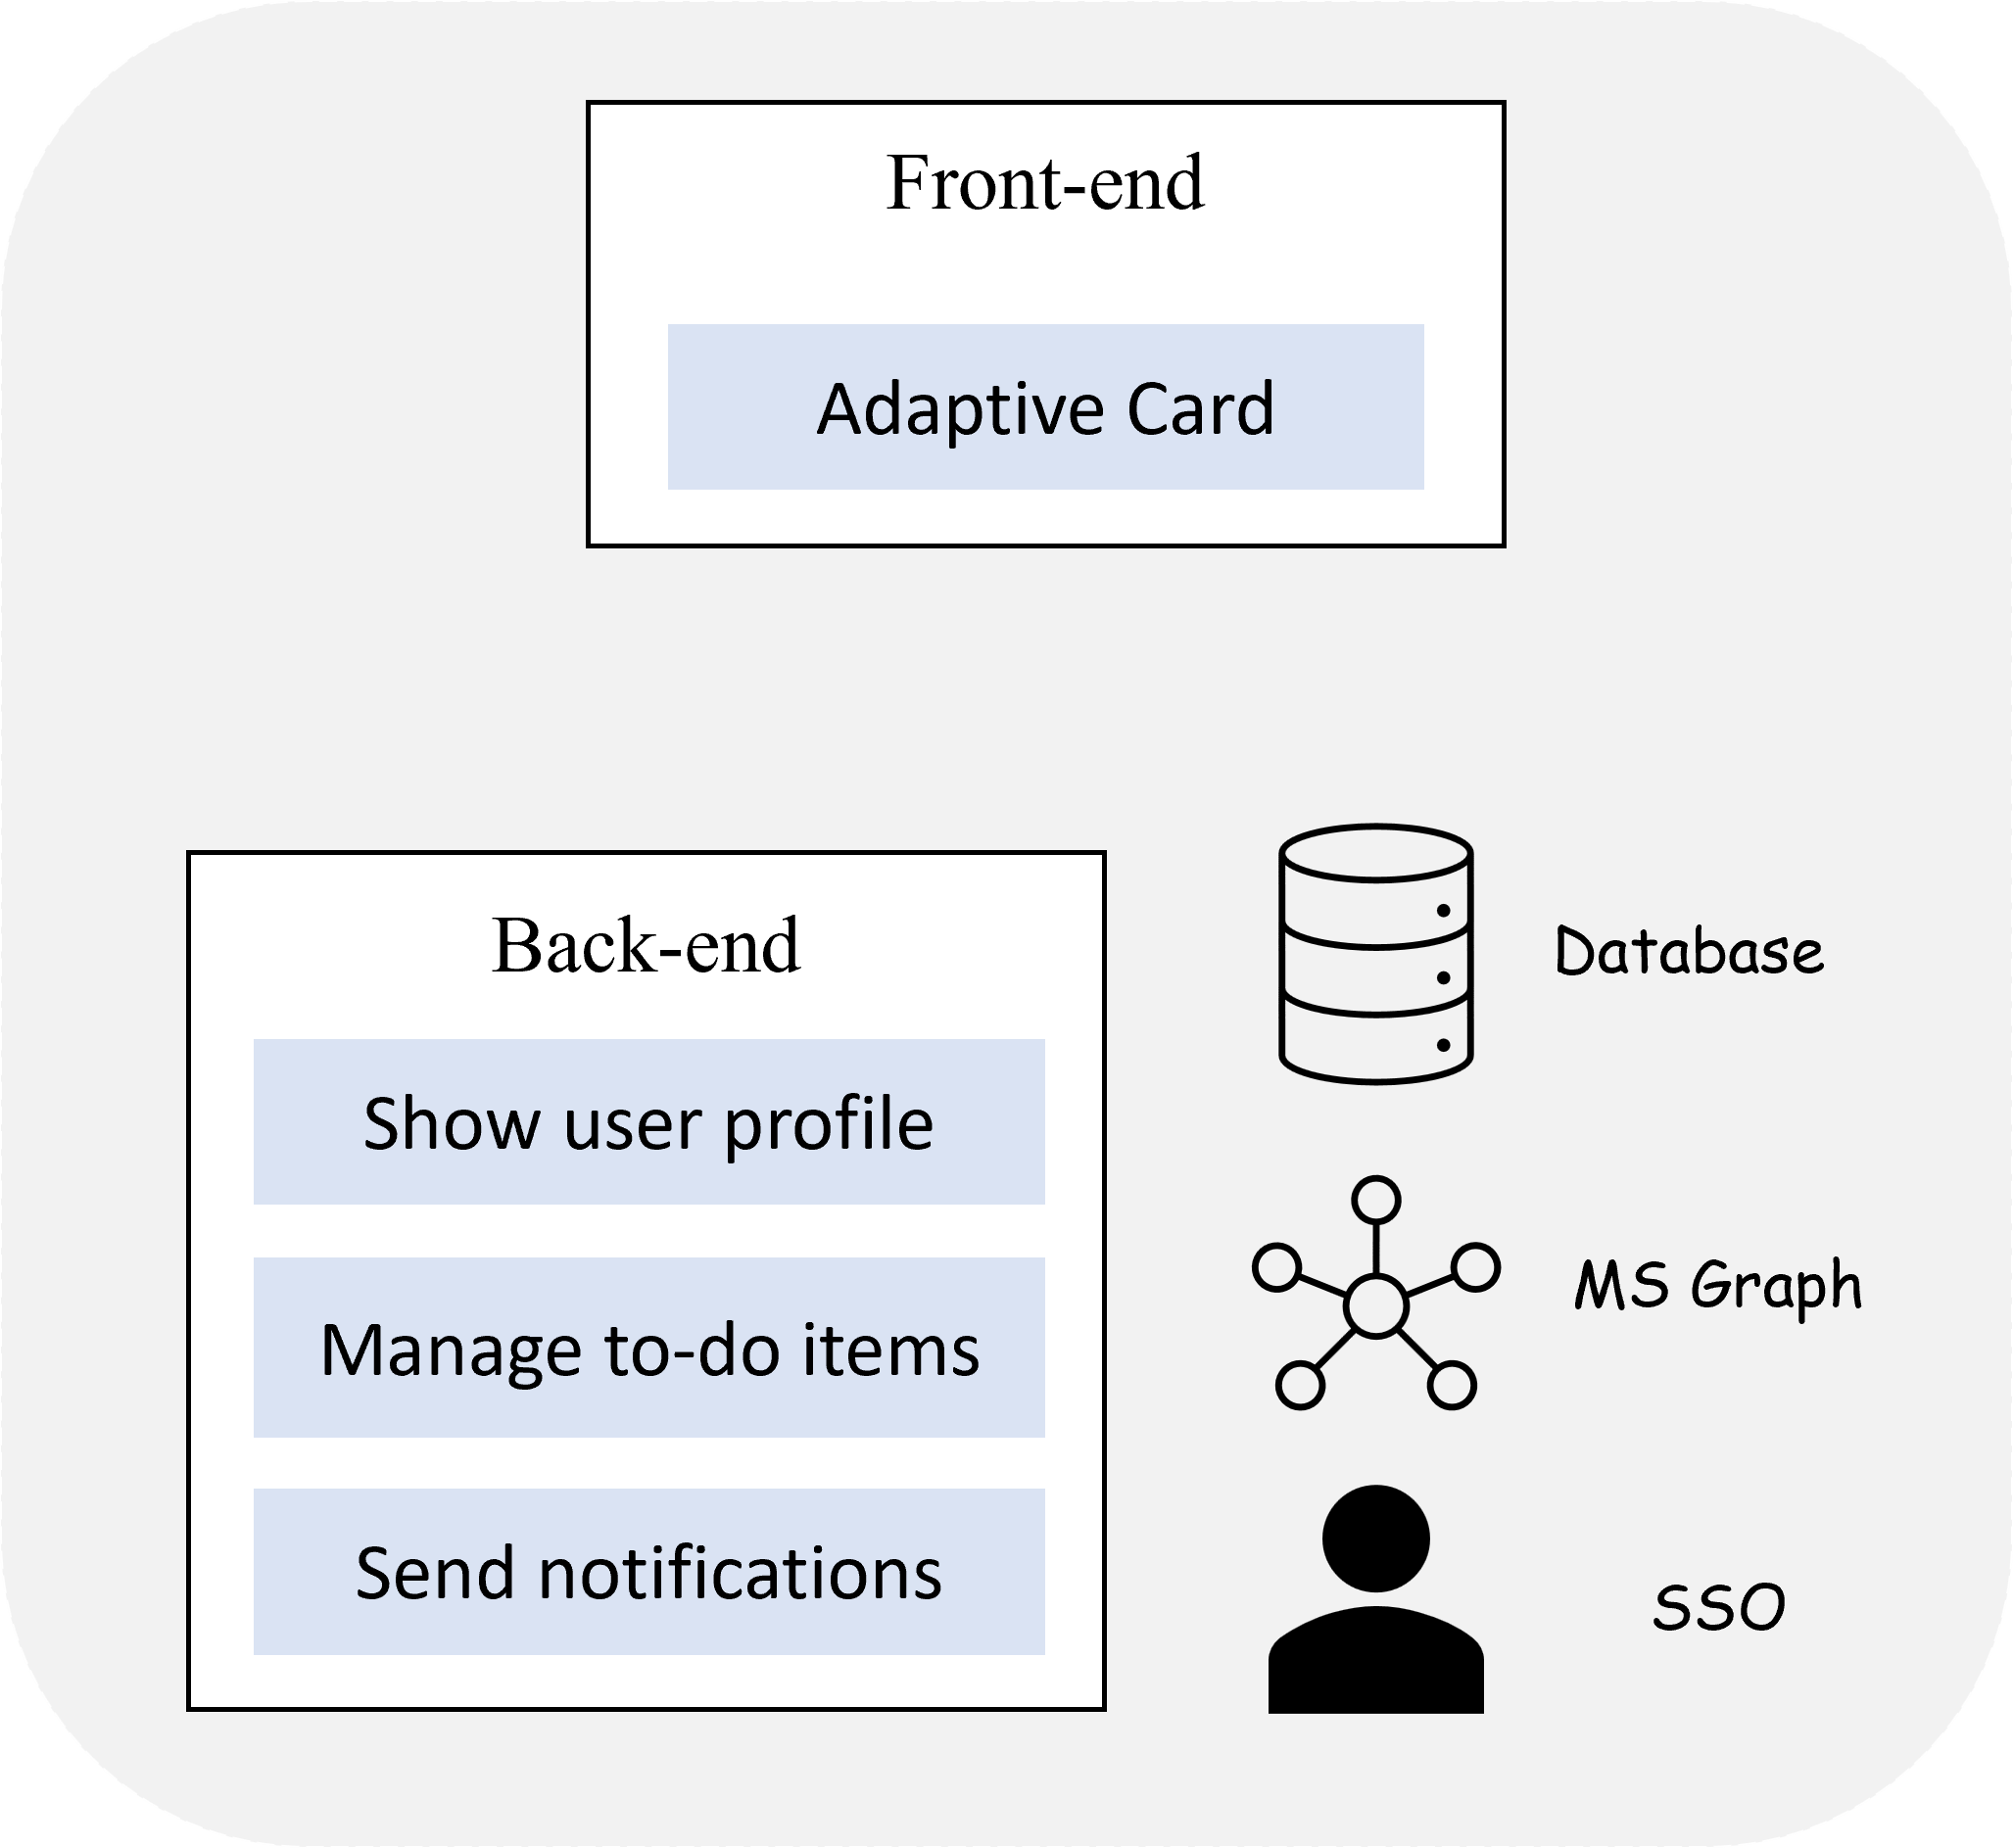 Front-end
Adaptive Card
Back-end
Show user profile
Manage to-do items
Send notifications
Database
MS Graph
SSO